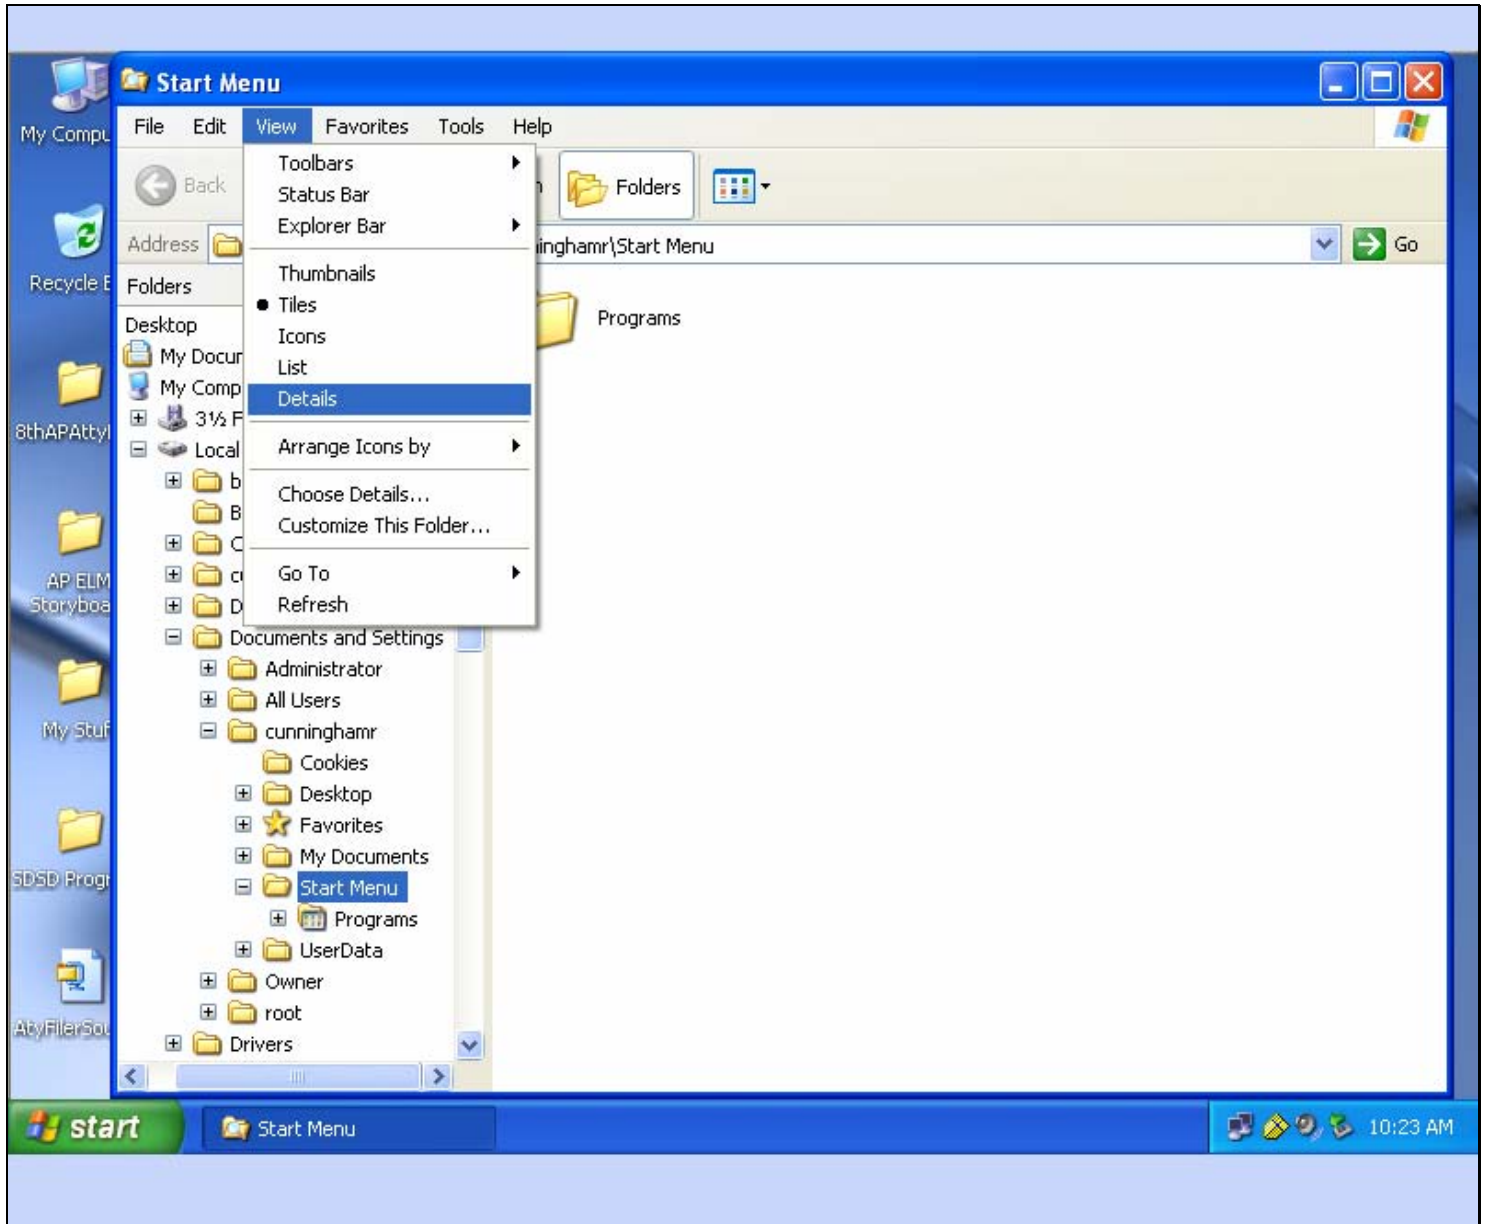 Start Menu
File Edit View Favorites Tools Help
Back
Folders
Address
inghamr\Start Menu
Go
Toolbars
Status Bar
Explorer Bar
Thumbnails
Tiles
Icons
List
Details
Arrange Icons by
Choose Details...
Customize This Folder...
Go To
Refresh
Folders
Desktop
My Docum
My Comp
3½ F
Local
Documents and Settings
Administrator
All Users
cunninghamr
Cookies
Desktop
Favorites
My Documents
Start Menu
Programs
UserData
Owner
root
Drivers
Programs
My Compu
Recycle B
8thAPAtty
AP ELM
Storyboa
My Stuf
SDSD Progr
AtyFilerSou
start
Start Menu
10:23 AM